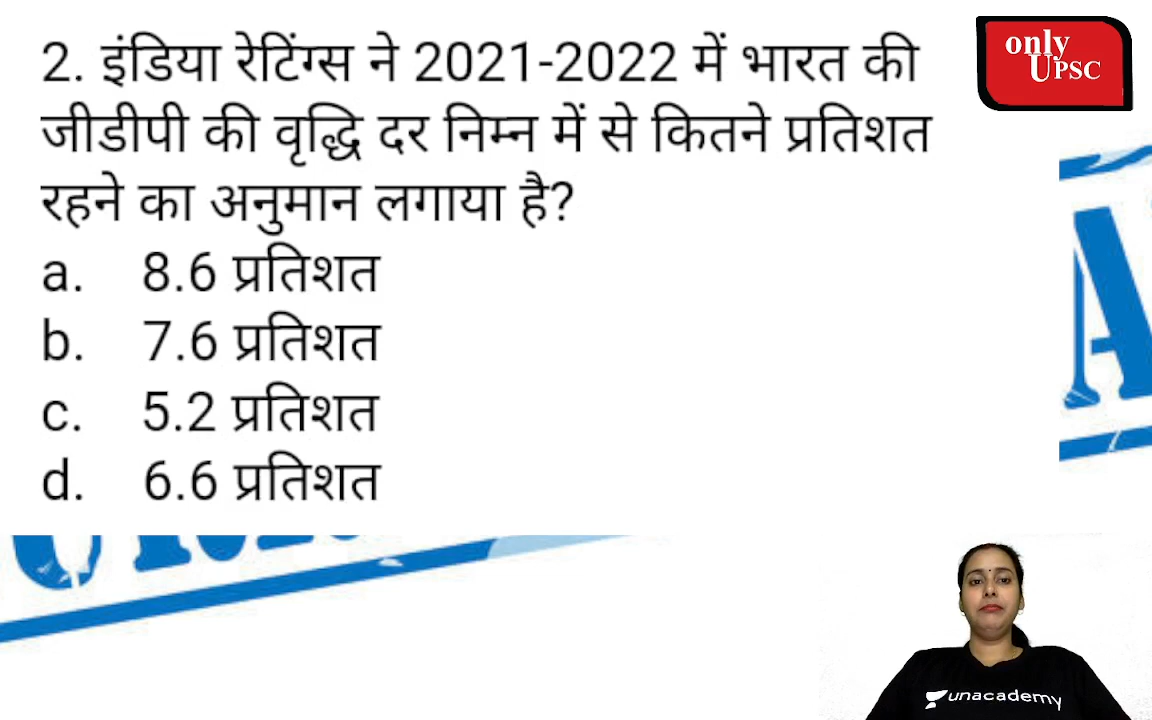 2. इंडिया रेटिंग्स ने 2021-2022 में भारत की
जीडीपी की वृद्धि दर निम्न में से कितने प्रतिशत
रहने का अनुमान लगाया है?
a. 8.6 प्रतिशत
b. 7.6 प्रतिशत
c. 5.2 प्रतिशत
d. 6.6 प्रतिशत
only
UPSC
A
unacademy